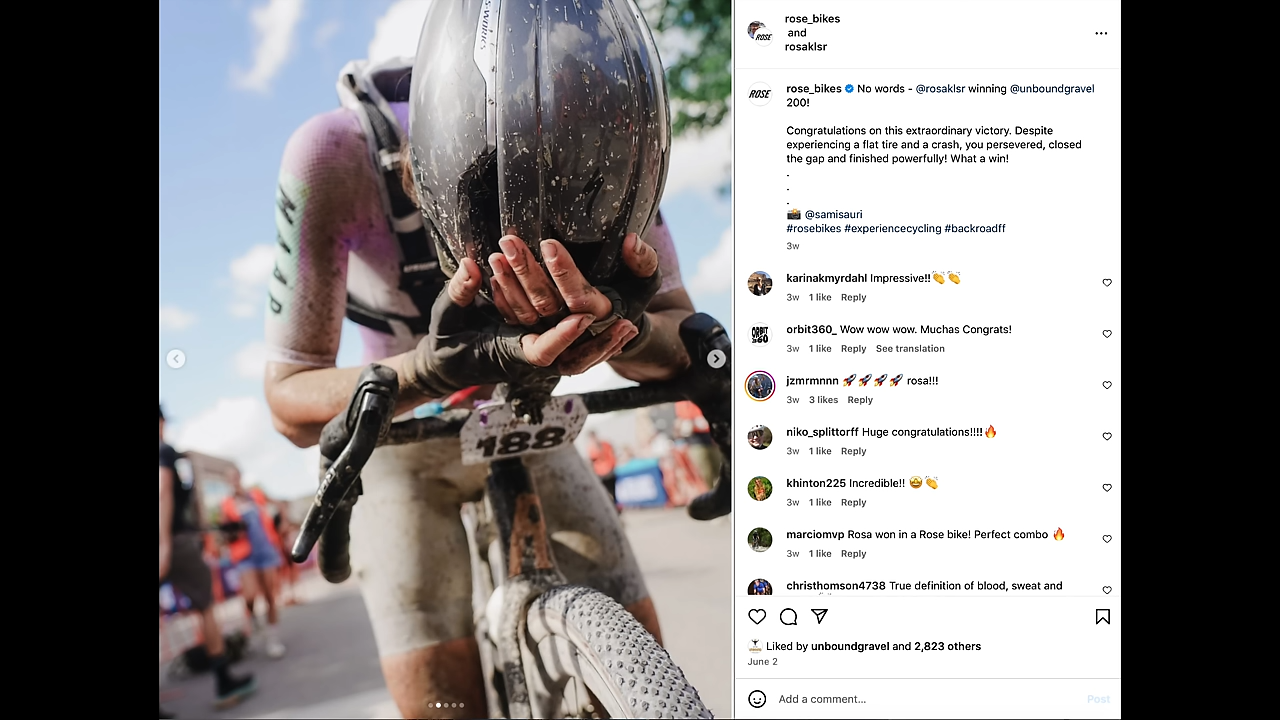 S-WORKS
MAAP
188
ROSE
rose_bikes
and
rosaklsr
ROSE
rose_bikes No words - @rosaklsr winning @unboundgravel
200!
Congratulations on this extraordinary victory. Despite
experiencing a flat tire and a crash, you persevered, closed
the gap and finished powerfully! What a win!
.
.
.
📸 @samisauri
#rosebikes #experiencecycling #backroadff
3w
karinakmyrdahl Impressive!!👏👏
3w 1 like Reply
ORBIT
360
orbit360_ Wow wow wow. Muchas Congrats!
3w 1 like Reply See translation
jzmrmnnn 🚀🚀🚀🚀 rosa!!!
3w 3 likes Reply
niko_splittorff Huge congratulations!!!!🔥
3w 1 like Reply
khinton225 Incredible!! 🤩👏
3w 1 like Reply
marciomvp Rosa won in a Rose bike! Perfect combo 🔥
3w 1 like Reply
christhomson4738 True definition of blood, sweat and
Liked by unboundgravel and 2,823 others
June 2
Add a comment...
Post